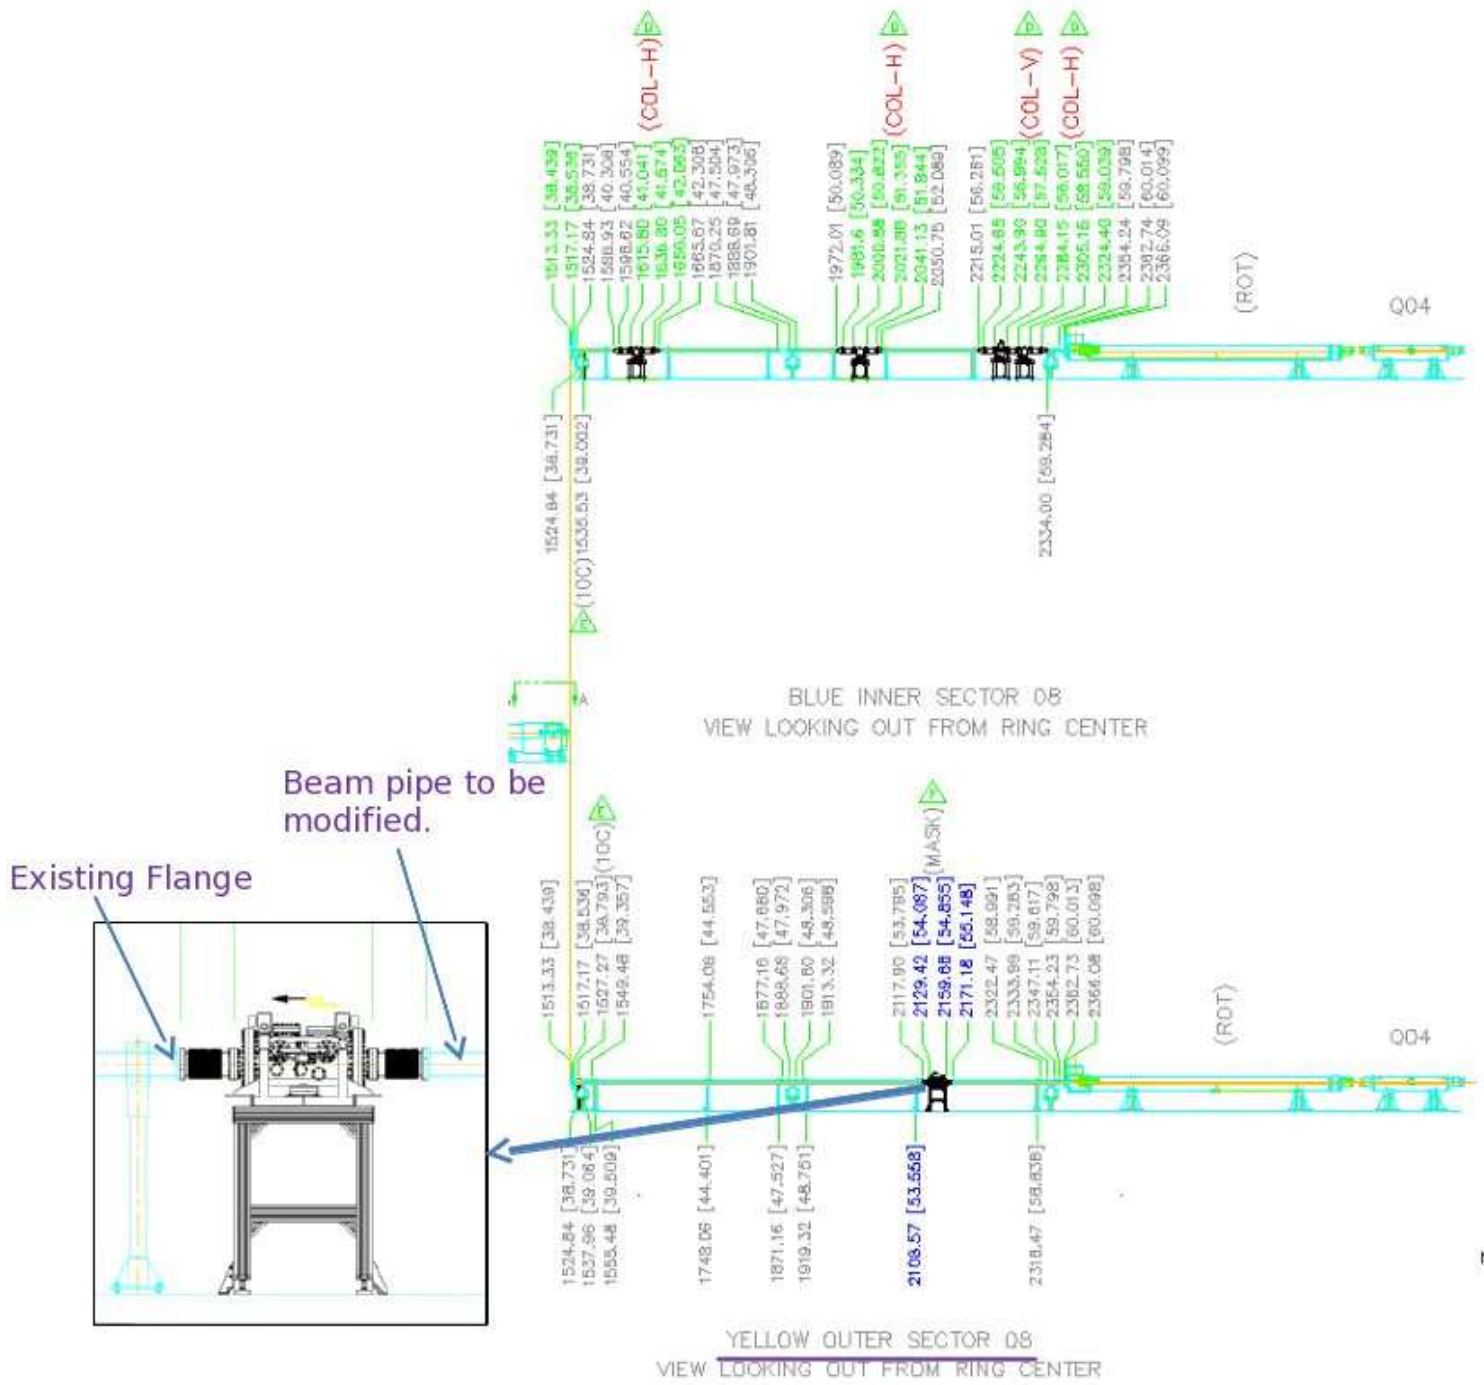 D D D D
(COL-H) (COL-H) (COL-V) (COL-H)
1513.33 [38.439]
1517.17 [38.536]
1524.84 [38.731]
1586.93 [40.308]
1596.62 [40.554]
1615.80 [41.041]
1636.80 [41.574]
1656.05 [42.063]
1665.67 [42.308]
1870.25 [47.504]
1888.69 [47.973]
1901.81 [48.306]
1972.01 [50.089]
1981.6 [50.334]
2000.88 [50.822]
2021.88 [51.355]
2041.13 [51.844]
2050.75 [52.089]
2215.01 [56.261]
2224.65 [56.505]
2243.90 [56.994]
2264.90 [57.528]
2284.15 [58.017]
2305.15 [58.550]
2324.40 [59.039]
2354.24 [59.798]
2362.74 [60.014]
2366.09 [60.099]
(ROT)
Q04
1524.84 [38.731]
(10C) 1535.53 [39.002]
E
2334.00 [59.284]
A
BLUE INNER SECTOR 08
VIEW LOOKING OUT FROM RING CENTER
Beam pipe to be
modified.
Existing Flange
E
(10C)
F
(MASK)
1513.33 [38.439]
1517.17 [38.536]
1527.27 [38.793]
1549.48 [39.357]
1754.08 [44.553]
1877.16 [47.680]
1888.68 [47.972]
1901.80 [48.306]
1913.32 [48.598]
2117.90 [53.795]
2129.42 [54.087]
2159.68 [54.855]
2171.18 [55.148]
2322.47 [58.991]
2333.99 [59.283]
2347.11 [59.617]
2354.23 [59.798]
2362.73 [60.013]
2366.08 [60.098]
(ROT)
Q04
1524.84 [38.731]
1537.96 [39.064]
1555.48 [39.509]
1748.06 [44.401]
1871.16 [47.527]
1919.32 [48.751]
2108.57 [53.558]
2316.47 [58.838]
YELLOW OUTER SECTOR 08
VIEW LOOKING OUT FROM RING CENTER